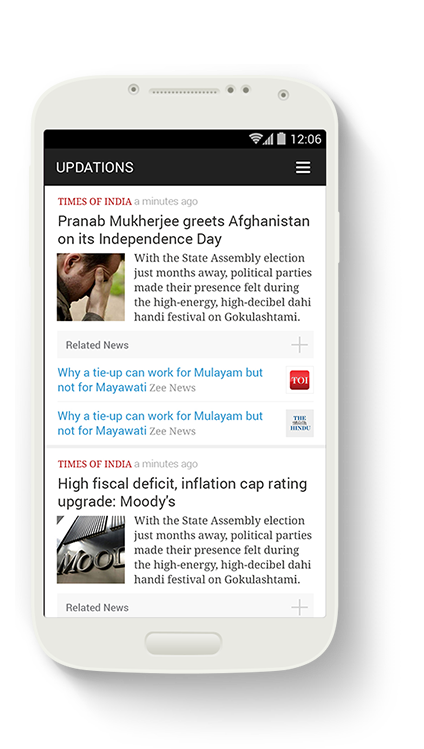 12:06
UPDATIONS
TIMES OF INDIA a minutes ago
Pranab Mukherjee greets Afghanistan
on its Independence Day
With the State Assembly election
just months away, political parties
made their presence felt during
the high-energy, high-decibel dahi
handi festival on Gokulashtami.
Related News
Why a tie-up can work for Mulayam but
not for Mayawati Zee News
TOI
Why a tie-up can work for Mulayam but
not for Mayawati Zee News
THE
HINDU
TIMES OF INDIA a minutes ago
High fiscal deficit, inflation cap rating
upgrade: Moody's
MOOD
With the State Assembly election
just months away, political parties
made their presence felt during
the high-energy, high-decibel dahi
handi festival on Gokulashtami.
Related News